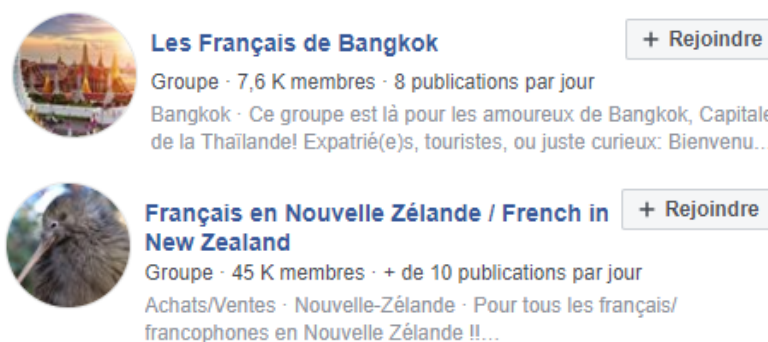 Les Français de Bangkok
+ Rejoindre
Groupe · 7,6 K membres · 8 publications par jour
Bangkok · Ce groupe est là pour les amoureux de Bangkok, Capitale
de la Thaïlande! Expatrié(e)s, touristes, ou juste curieux: Bienvenu...
Français en Nouvelle Zélande / French in
New Zealand
+ Rejoindre
Groupe · 45 K membres · + de 10 publications par jour
Achats/Ventes · Nouvelle-Zélande · Pour tous les français/
francophones en Nouvelle Zélande !!...